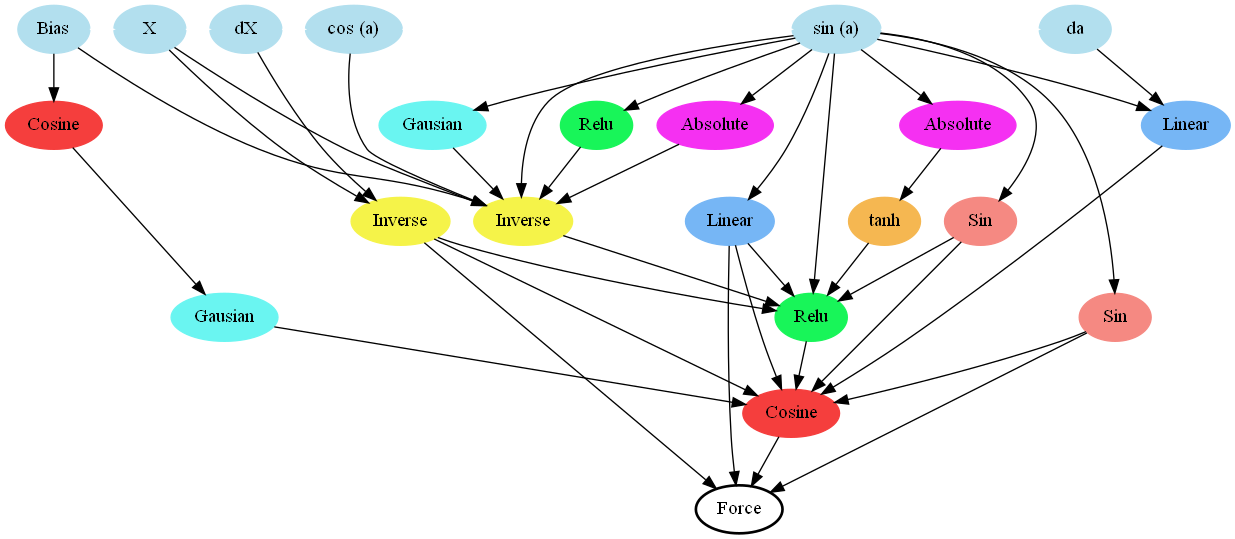 Bias
X
dX
cos (a)
sin (a)
da
Cosine
Gausian
Relu
Absolute
Absolute
Linear
Inverse
Inverse
Linear
tanh
Sin
Gausian
Relu
Sin
Cosine
Force